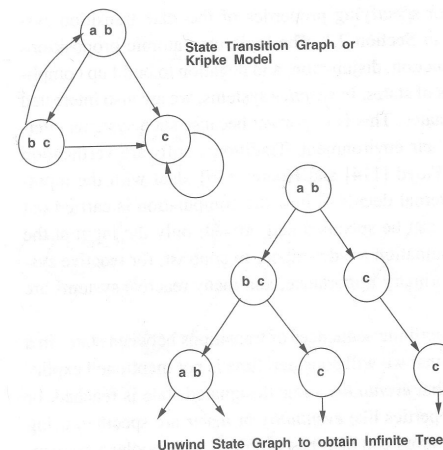 a b
State Transition Graph or
Kripke Model
b c
c
a b
b c
c
a b
c
c
Unwind State Graph to obtain Infinite Tree